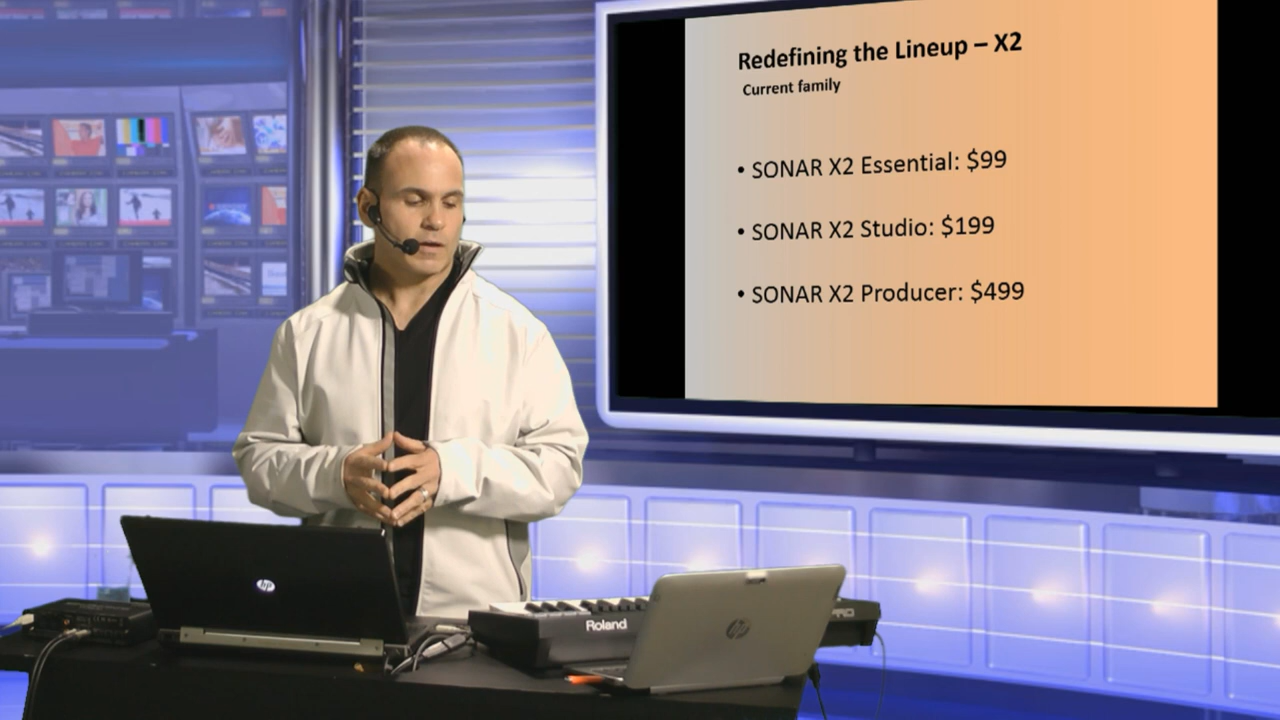 Redefining the Lineup – X2
Current family
• SONAR X2 Essential: $99
• SONAR X2 Studio: $199
• SONAR X2 Producer: $499
hp
Roland
hp